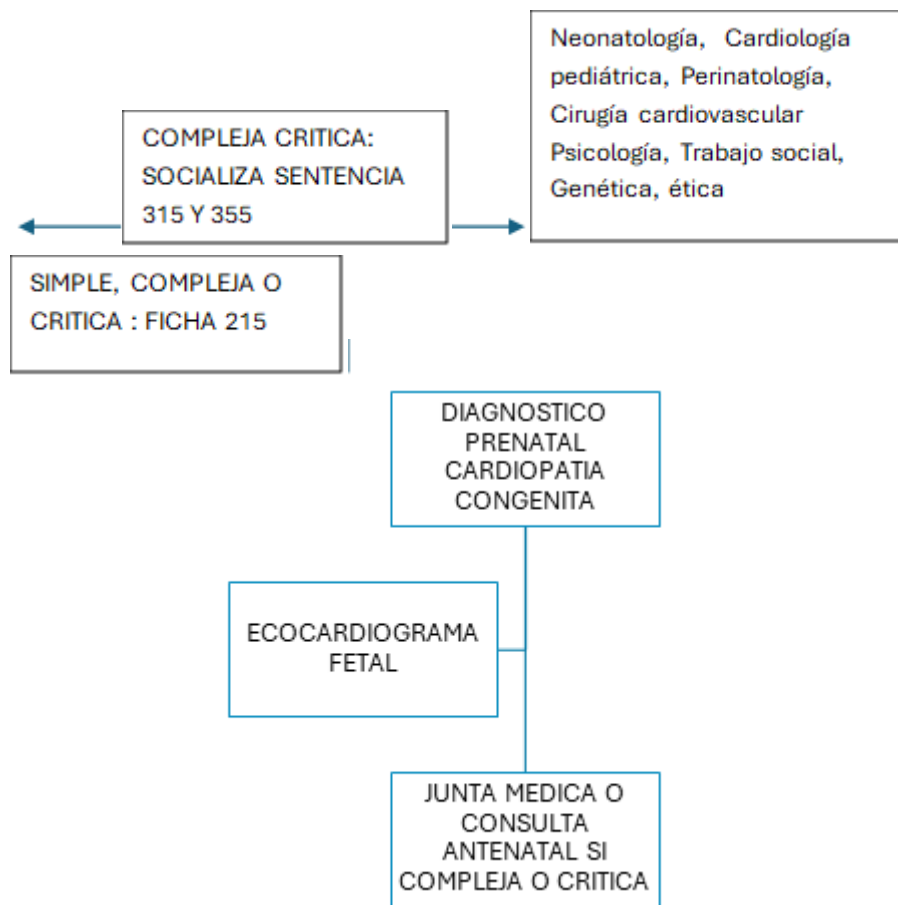 Neonatología, Cardiología
pediátrica, Perinatología,
Cirugía cardiovascular
Psicología, Trabajo social,
Genética, ética
COMPLEJA CRITICA:
SOCIALIZA SENTENCIA
315 Y 355
SIMPLE, COMPLEJA O
CRITICA : FICHA 215
DIAGNOSTICO
PRENATAL
CARDIOPATIA
CONGENITA
ECOCARDIOGRAMA
FETAL
JUNTA MEDICA O
CONSULTA
ANTENATAL SI
COMPLEJA O CRITICA